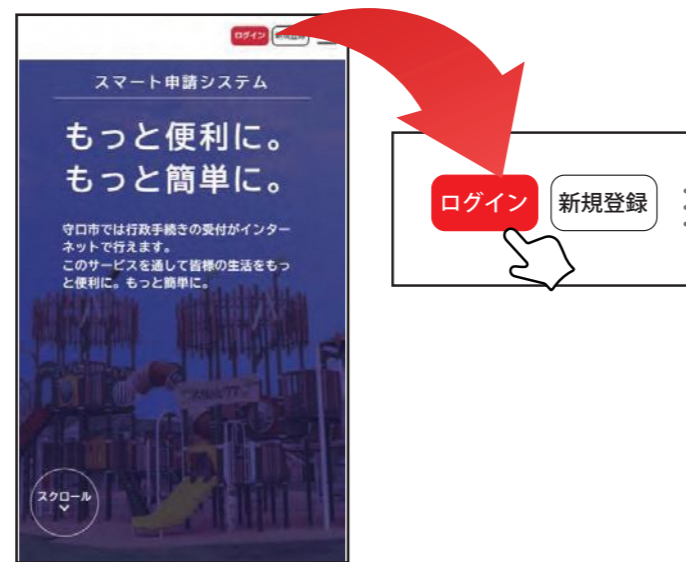 ログイン
新規登録
スマート申請システム
もっと便利に。
もっと簡単に。
守口市では行政手続きの受付がインター
ネットで行えます。
このサービスを通して皆様の生活をもっ
と便利に。もっと簡単に。
スクロール
ログイン
新規登録